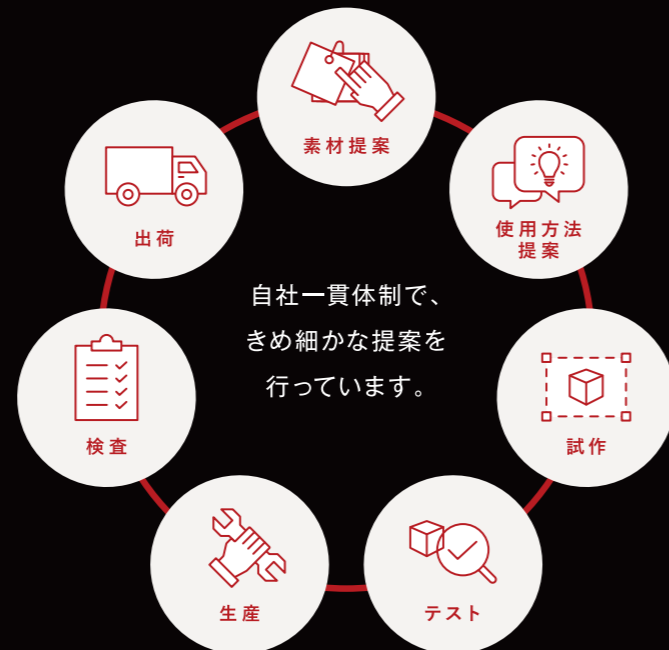 素材提案
使用方法
提案
試作
テスト
生産
検査
出荷
自社一貫体制で、
きめ細かな提案を
行っています。